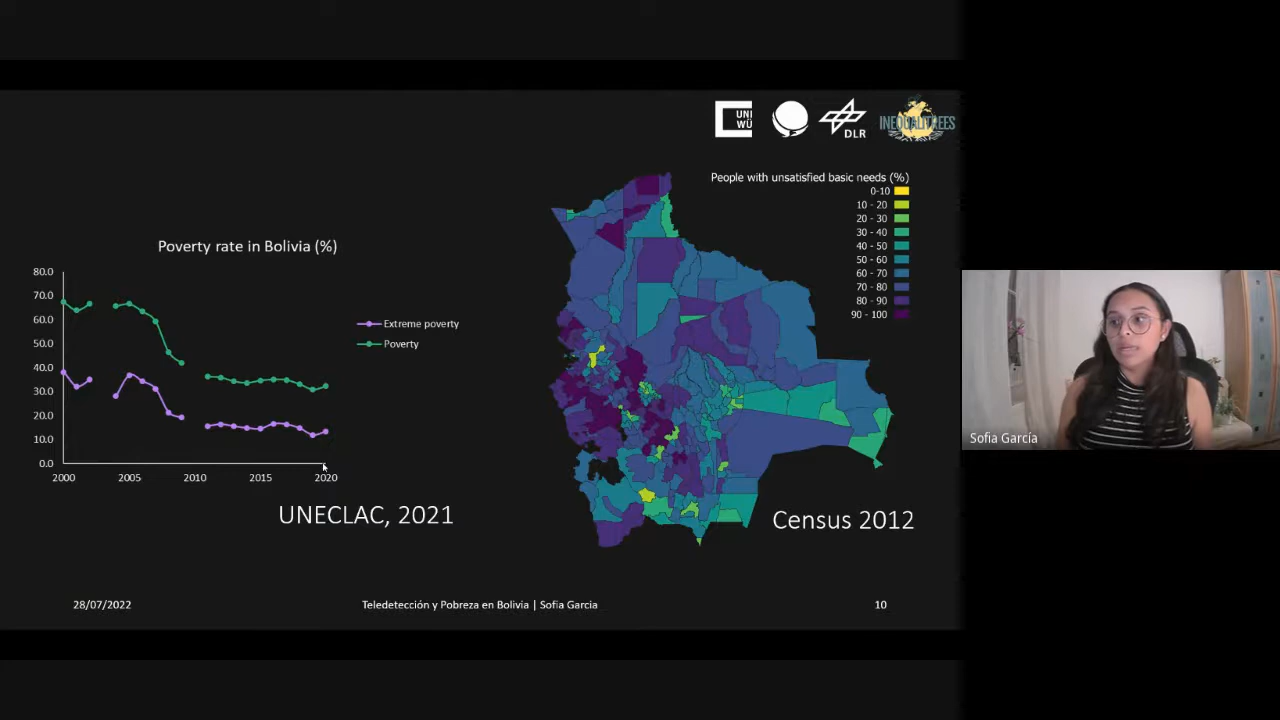 UNI
WÜ
DLR
INEQUALITREES
People with unsatisfied basic needs (%)
0-10
10 - 20
20 - 30
30 - 40
40 - 50
50 - 60
60 - 70
70 - 80
80 - 90
90 - 100
Poverty rate in Bolivia (%)
80.0
70.0
60.0
50.0
40.0
30.0
20.0
10.0
0.0
2000 2005 2010 2015 2020
Extreme poverty
Poverty
UNECLAC, 2021
Census 2012
28/07/2022
Teledetección y Pobreza en Bolivia | Sofia Garcia
10
Sofia García